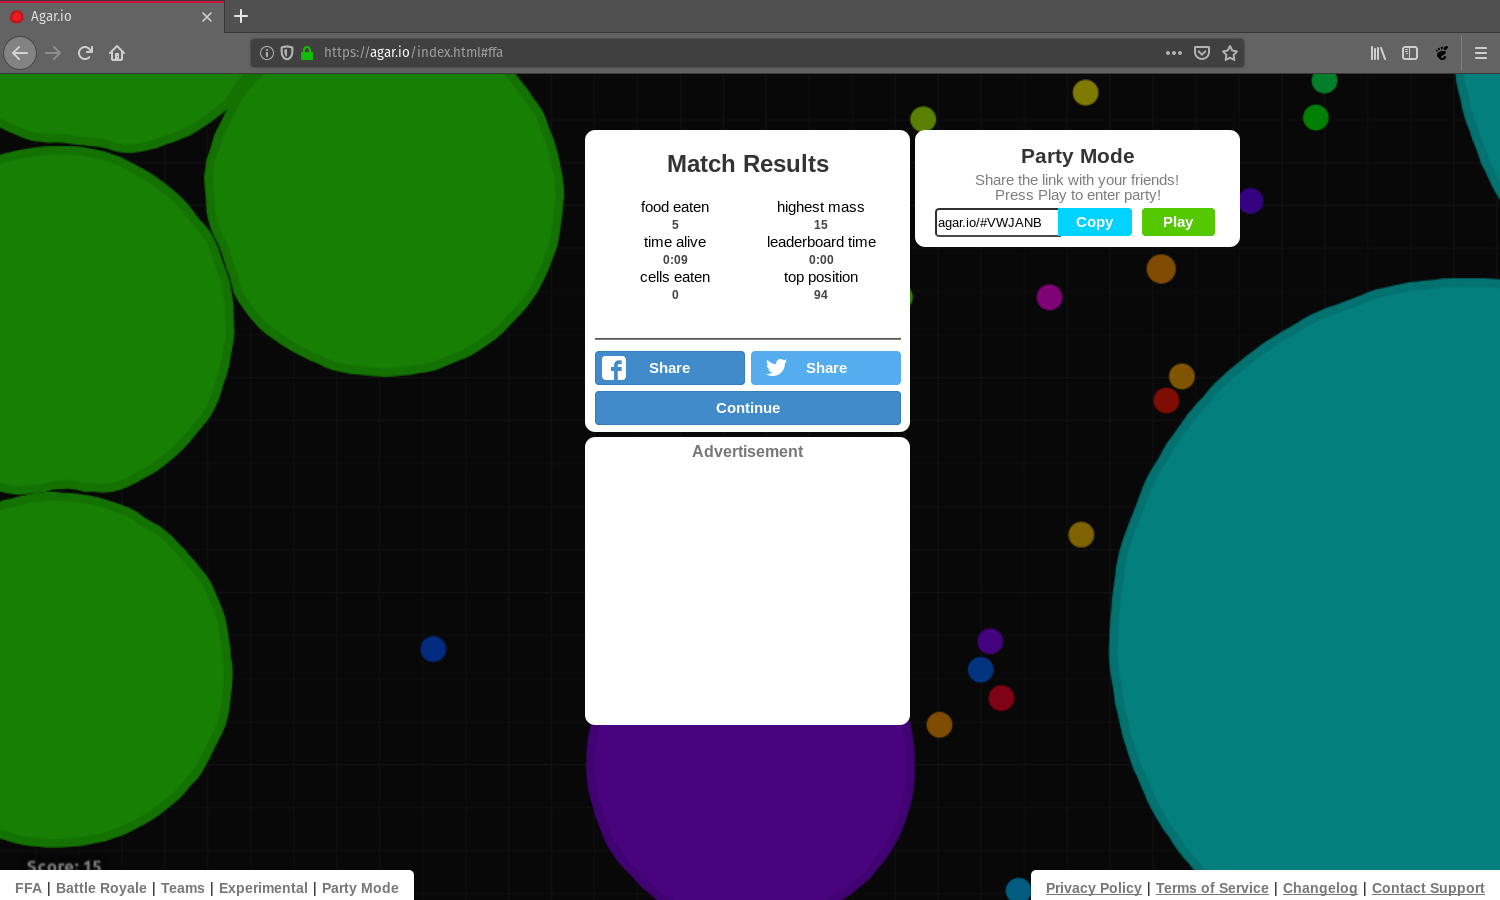 Agar.io
https://agar.io/index.html#ffa
Match Results
food eaten
5
highest mass
15
time alive
0:09
leaderboard time
0:00
cells eaten
0
top position
94
Share
Share
Continue
Advertisement
Party Mode
Share the link with your friends!
Press Play to enter party!
agar.io/#VWJANB
Copy
Play
Score: 15
FFA | Battle Royale | Teams | Experimental | Party Mode
Privacy Policy | Terms of Service | Changelog | Contact Support